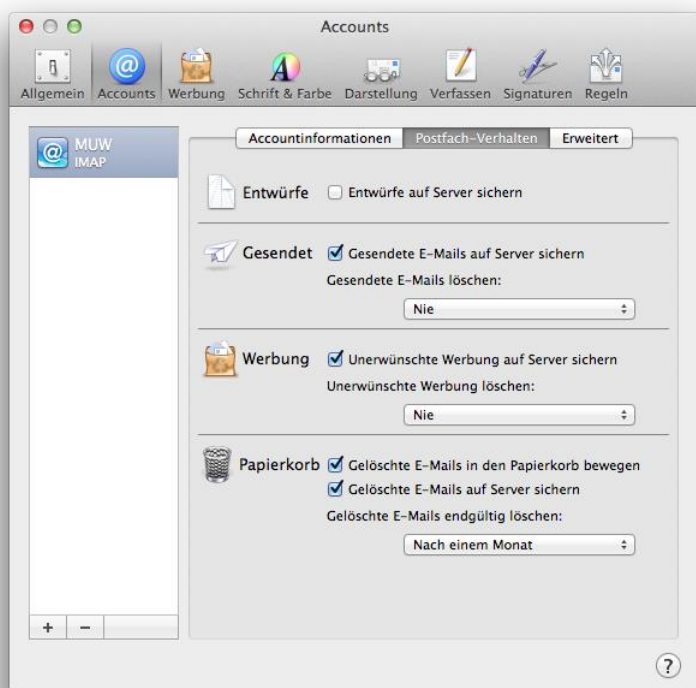 Accounts
Allgemein Accounts Werbung Schrift & Farbe Darstellung Verfassen Signaturen Regeln
MUW
IMAP
Accountinformationen Postfach-Verhalten Erweitert
Entwürfe Entwürfe auf Server sichern
Gesendet Gesendete E-Mails auf Server sichern
Gesendete E-Mails löschen:
Nie
Werbung Unerwünschte Werbung auf Server sichern
Unerwünschte Werbung löschen:
Nie
Papierkorb Gelöschte E-Mails in den Papierkorb bewegen
Gelöschte E-Mails auf Server sichern
Gelöschte E-Mails endgültig löschen:
Nach einem Monat
+ −
?